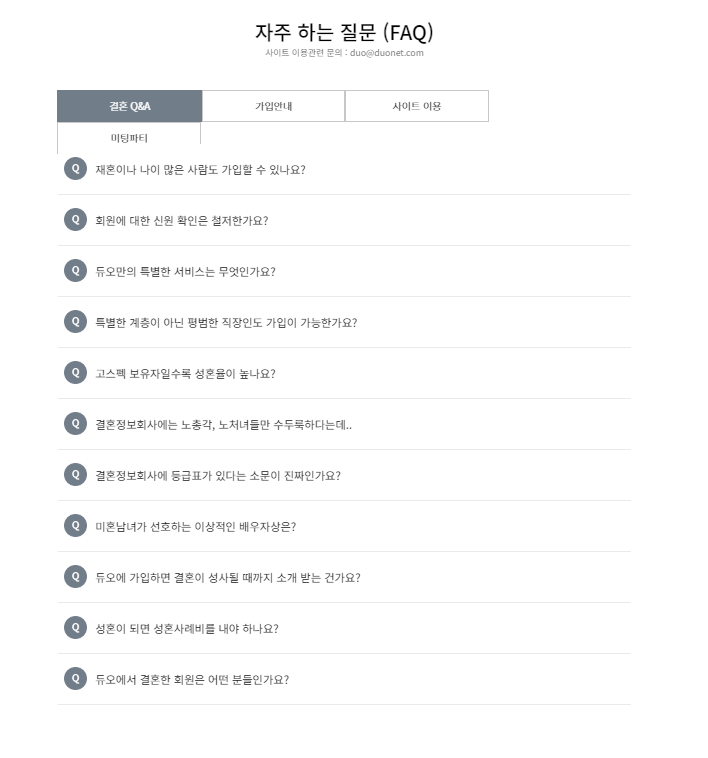 자주 하는 질문 (FAQ)
사이트 이용관련 문의 : duo@duonet.com
결혼 Q&A
가입안내
사이트 이용
미팅파티
Q 재혼이나 나이 많은 사람도 가입할 수 있나요?
Q 회원에 대한 신원 확인은 철저한가요?
Q 듀오만의 특별한 서비스는 무엇인가요?
Q 특별한 계층이 아닌 평범한 직장인도 가입이 가능한가요?
Q 고스펙 보유자일수록 성혼율이 높나요?
Q 결혼정보회사에는 노총각, 노처녀들만 수두룩하다는데..
Q 결혼정보회사에 등급표가 있다는 소문이 진짜인가요?
Q 미혼남녀가 선호하는 이상적인 배우자상은?
Q 듀오에 가입하면 결혼이 성사될 때까지 소개 받는 건가요?
Q 성혼이 되면 성혼사례비를 내야 하나요?
Q 듀오에서 결혼한 회원은 어떤 분들인가요?